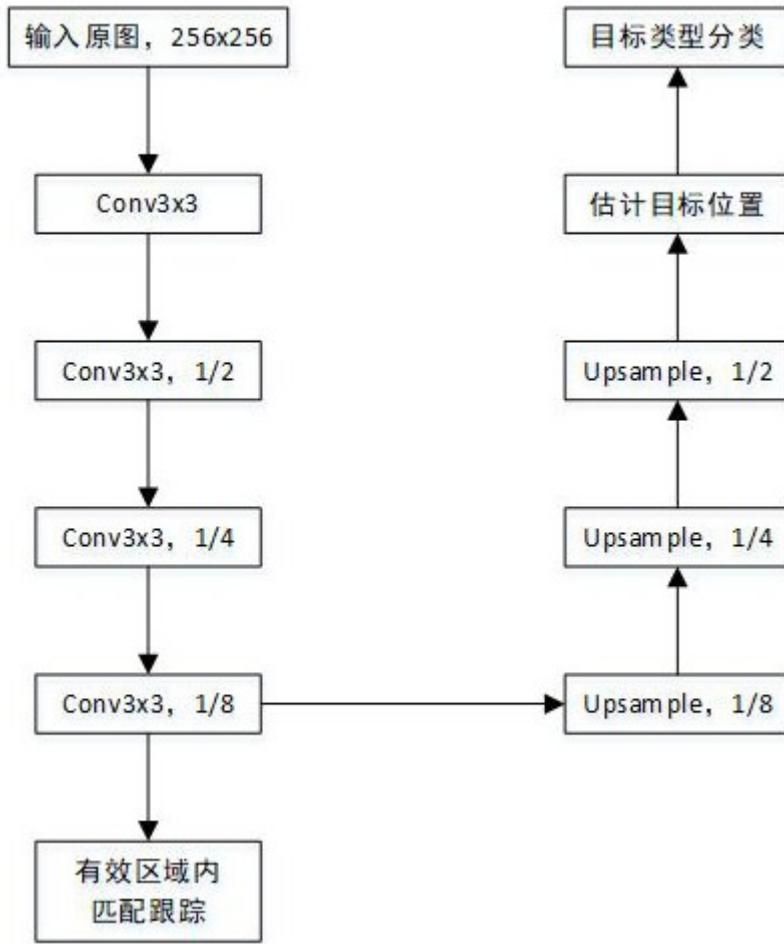 输入原图，256x256
Conv3x3
Conv3x3，1/2
Conv3x3，1/4
Conv3x3，1/8
有效区域内
匹配跟踪
目标类型分类
估计目标位置
Upsample，1/2
Upsample，1/4
Upsample，1/8